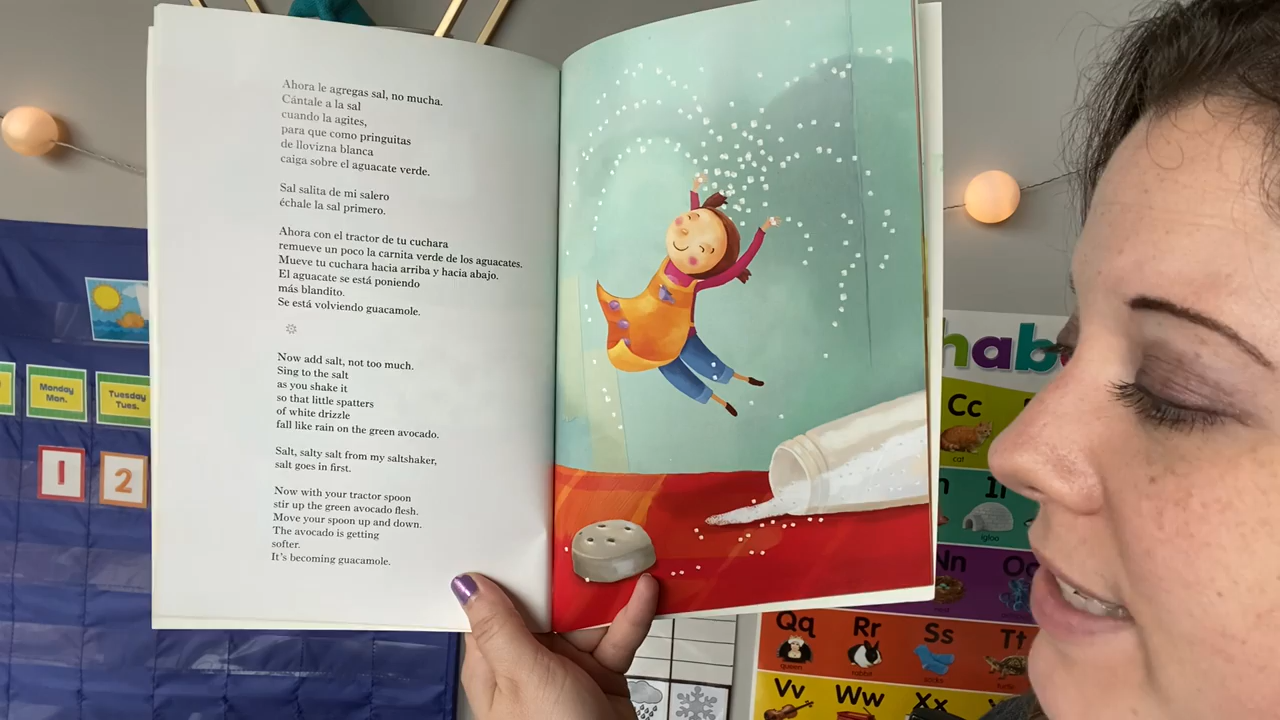 Ahora le agregas sal, no mucha.
Cántale a la sal
cuando la agites,
para que como pringuitas
de llovizna blanca
caiga sobre el aguacate verde.
Sal salita de mi salero
échale la sal primero.
Ahora con el tractor de tu cuchara
remueve un poco la carnita verde de los aguacates.
Mueve tu cuchara hacia arriba y hacia abajo.
El aguacate se está poniendo
más blandito.
Se está volviendo guacamole.
Now add salt, not too much.
Sing to the salt
as you shake it
so that little spatters
of white drizzle
fall like rain on the green avocado.
Salt, salty salt from my saltshaker,
salt goes in first.
Now with your tractor spoon
stir up the green avocado flesh.
Move your spoon up and down.
The avocado is getting
softer.
It's becoming guacamole.
Monday
Mon.
Tuesday
Tues.
1
2
Cc
cat
igloo
Nn
nest
Qq
queen
Rr
rabbit
Ss
socks
Tt
turtle
Vv
Ww
Xx